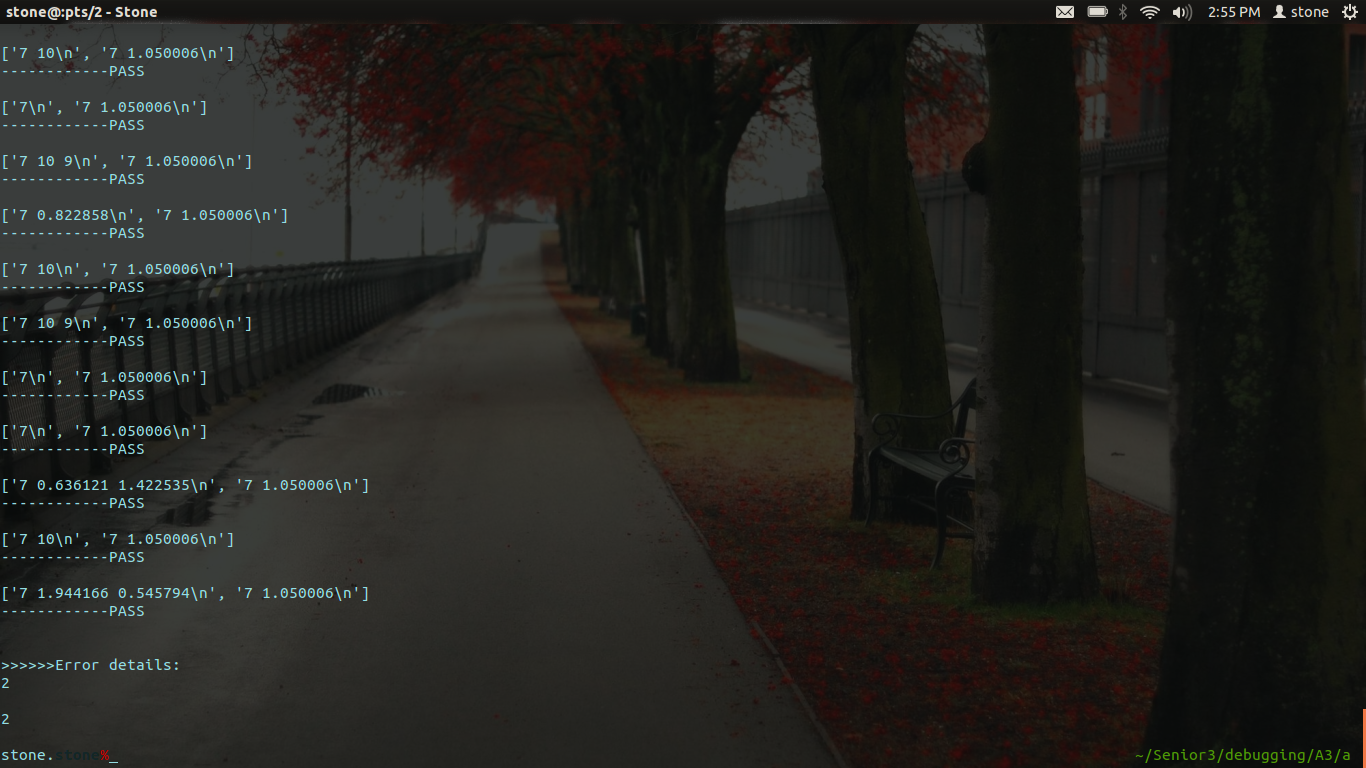 stone@:pts/2 - Stone
2:55 PM stone
['7 10\n', '7 1.050006\n']
------------PASS
['7\n', '7 1.050006\n']
------------PASS
['7 10 9\n', '7 1.050006\n']
------------PASS
['7 0.822858\n', '7 1.050006\n']
------------PASS
['7 10\n', '7 1.050006\n']
------------PASS
['7 10 9\n', '7 1.050006\n']
------------PASS
['7\n', '7 1.050006\n']
------------PASS
['7\n', '7 1.050006\n']
------------PASS
['7 0.636121 1.422535\n', '7 1.050006\n']
------------PASS
['7 10\n', '7 1.050006\n']
------------PASS
['7 1.944166 0.545794\n', '7 1.050006\n']
------------PASS
>>>>>>Error details:
2
2
stone.stone%_ ~/Senior3/debugging/A3/a